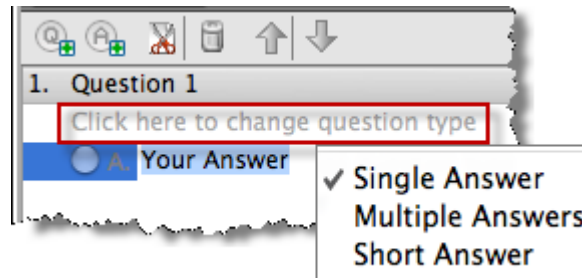 Q A
1. Question 1
Click here to change question type
A. Your Answer
✓ Single Answer
Multiple Answers
Short Answer